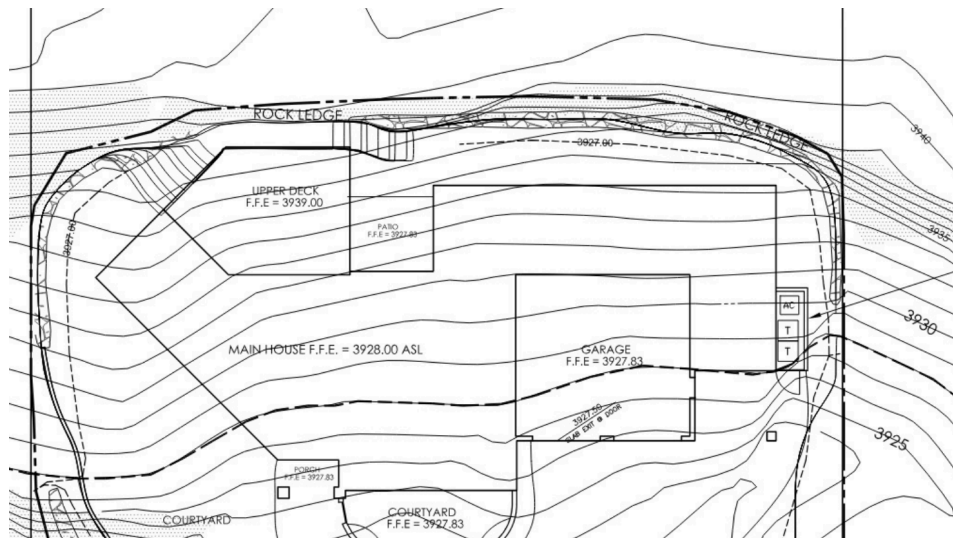 ROCK LEDGE
ROCK LEDGE
3940
3927.00
UPPER DECK
F.F.E = 3939.00
PATIO
F.F.E = 3927.83
3927.00
3935
AC
3930
T
MAIN HOUSE F.F.E. = 3928.00 ASL
GARAGE
F.F.E = 3927.83
T
3927.50
SLAB EXIT @ DOOR
3925
PORCH
F.F.E = 3927.83
COURTYARD
COURTYARD
F.F.E = 3927.83